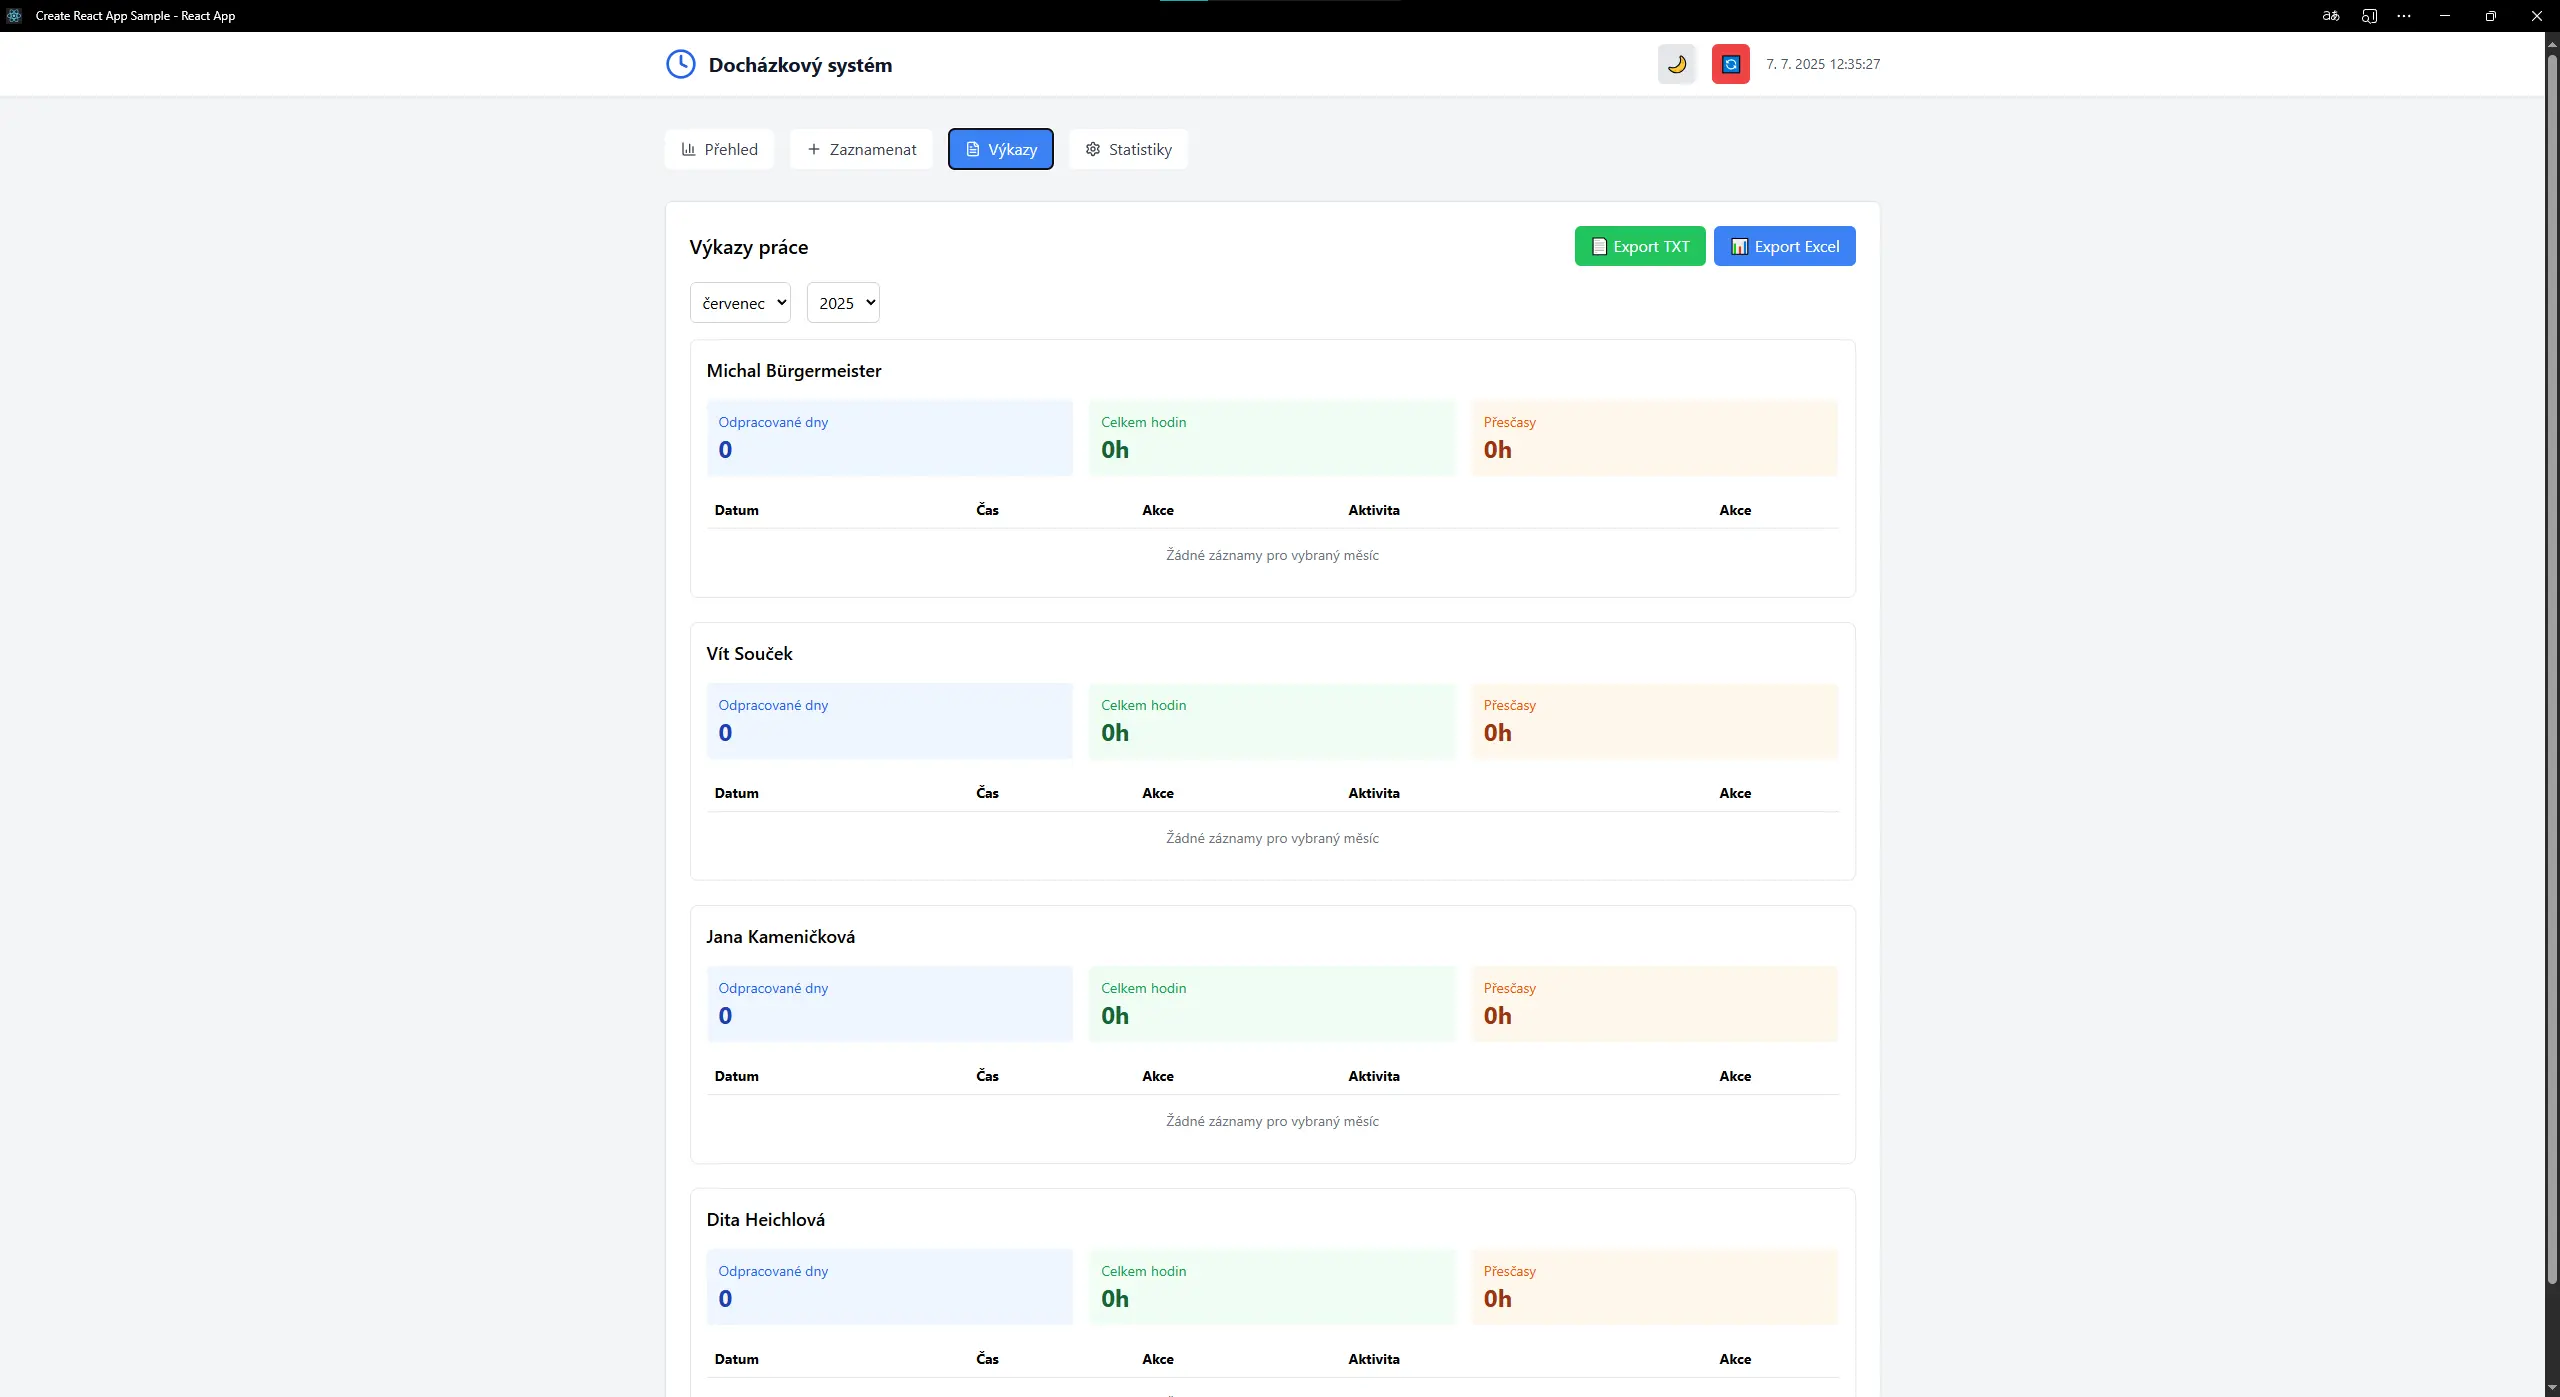 Create React App Sample - React App
Docházkový systém
7. 7. 2025 12:35:27
Přehled
Zaznamenat
Výkazy
Statistiky
Výkazy práce
Export TXT
Export Excel
červenec
2025
Michal Bürgermeister
Odpracované dny
0
Celkem hodin
0h
Přesčasy
0h
Datum Čas Akce Aktivita Akce
Žádné záznamy pro vybraný měsíc
Vít Souček
Odpracované dny
0
Celkem hodin
0h
Přesčasy
0h
Datum Čas Akce Aktivita Akce
Žádné záznamy pro vybraný měsíc
Jana Kameničková
Odpracované dny
0
Celkem hodin
0h
Přesčasy
0h
Datum Čas Akce Aktivita Akce
Žádné záznamy pro vybraný měsíc
Dita Heichlová
Odpracované dny
0
Celkem hodin
0h
Přesčasy
0h
Datum Čas Akce Aktivita Akce